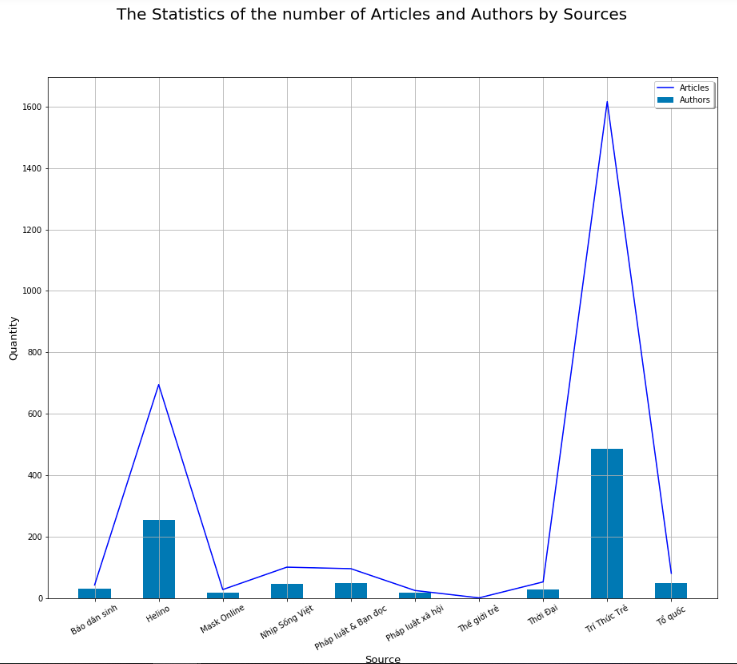 The Statistics of the number of Articles and Authors by Sources
Articles
Authors
1600
1400
1200
1000
800
600
400
200
0
Quantity
Báo dân sinh
Helino
Mask Online
Nhịp Sống Việt
Pháp luật & Bạn đọc
Pháp luật xã hội
Thế giới trẻ
Thời Đại
Trí Thức Trẻ
Tổ quốc
Source